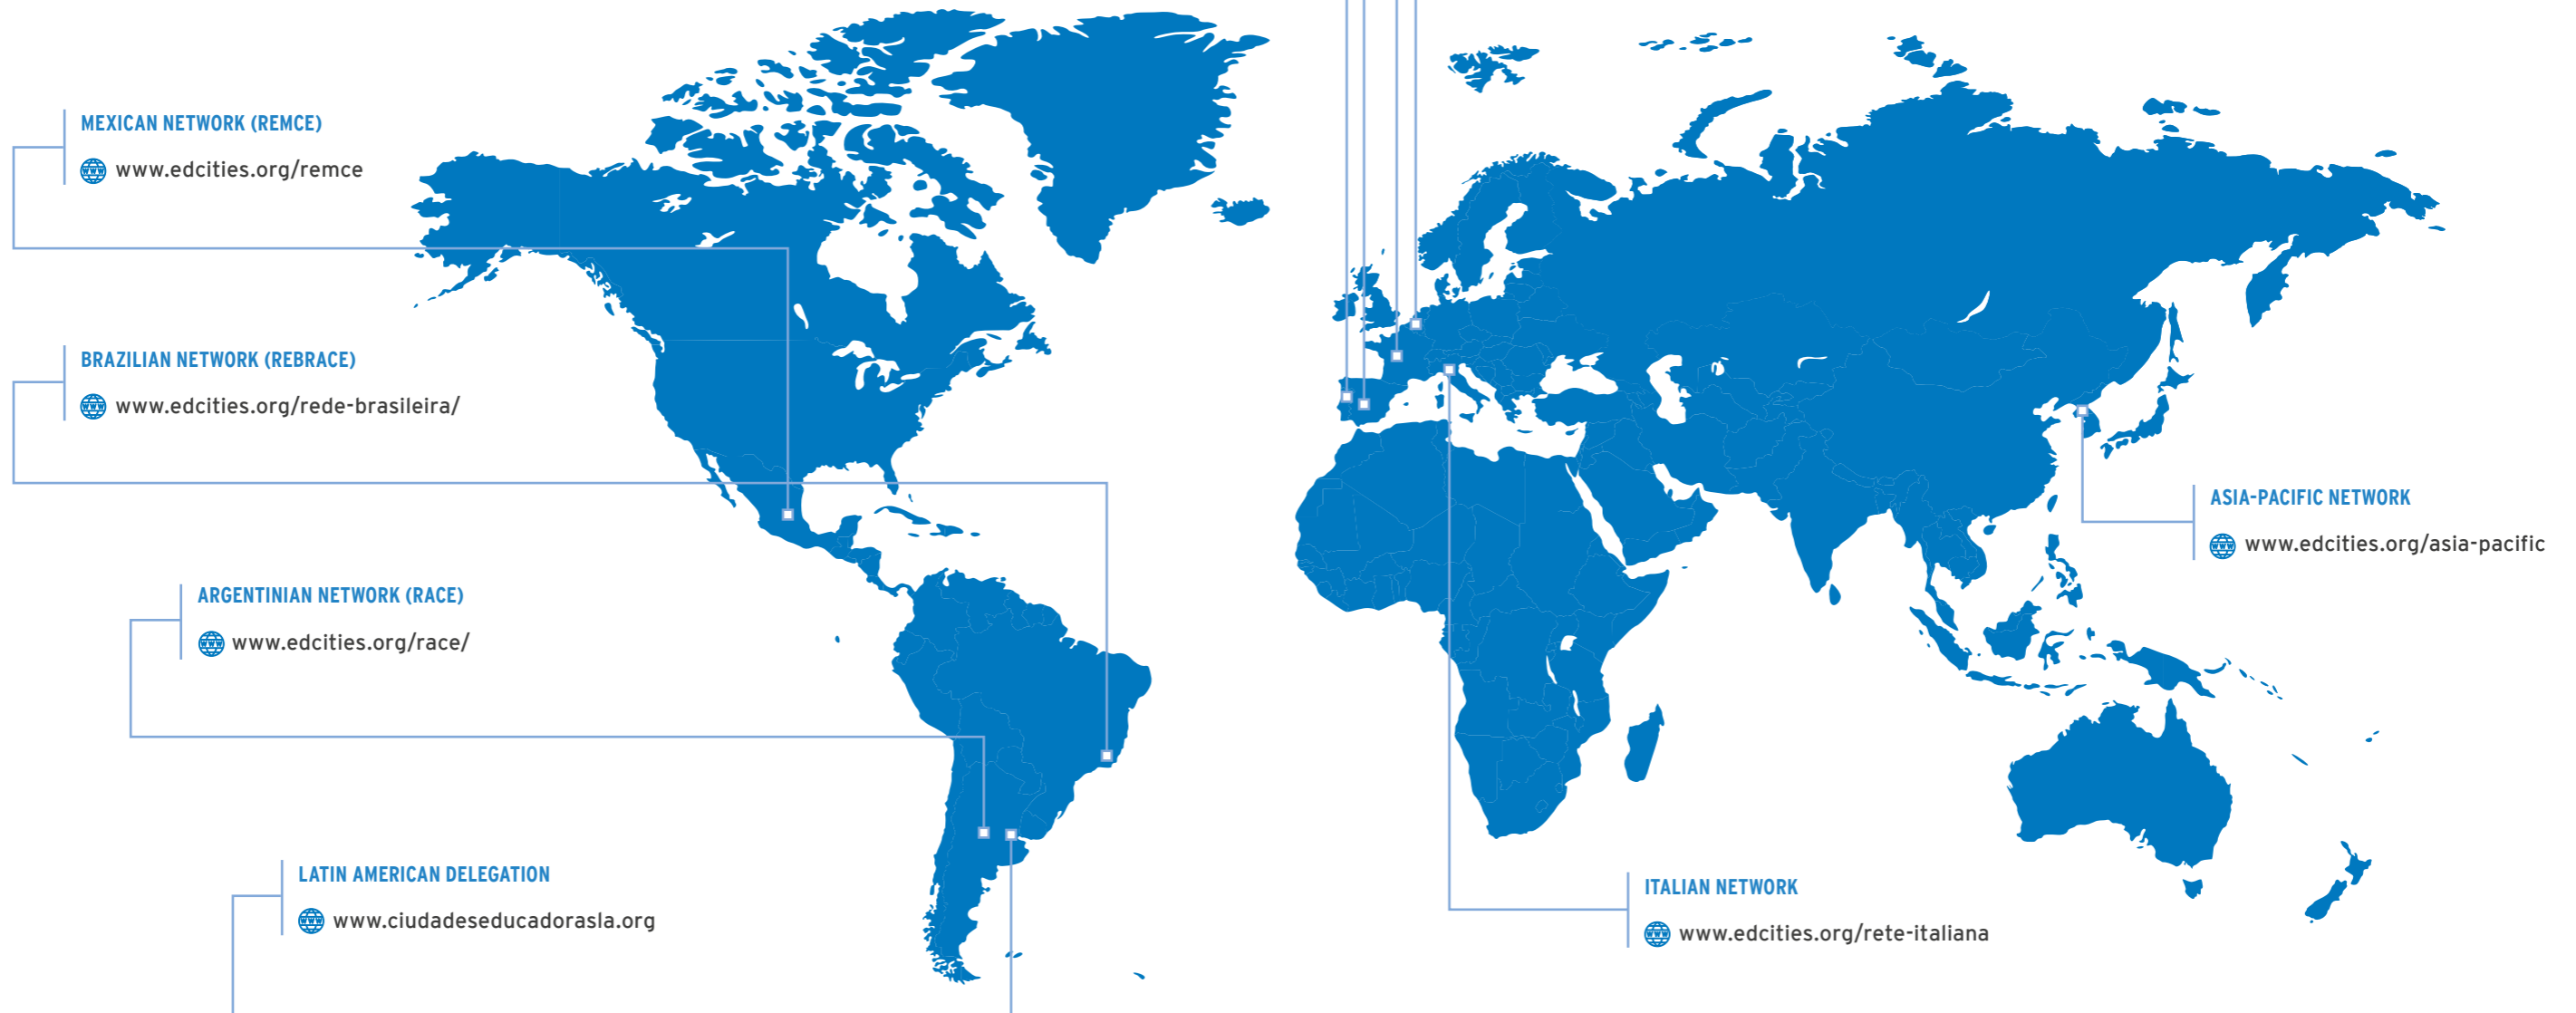 MEXICAN NETWORK (REMCE)
www.edcities.org/remce
BRAZILIAN NETWORK (REBRACE)
www.edcities.org/rede-brasileira/
ARGENTINIAN NETWORK (RACE)
www.edcities.org/race/
LATIN AMERICAN DELEGATION
www.ciudadeseducadorasla.org
ASIA-PACIFIC NETWORK
www.edcities.org/asia-pacific
ITALIAN NETWORK
www.edcities.org/rete-italiana